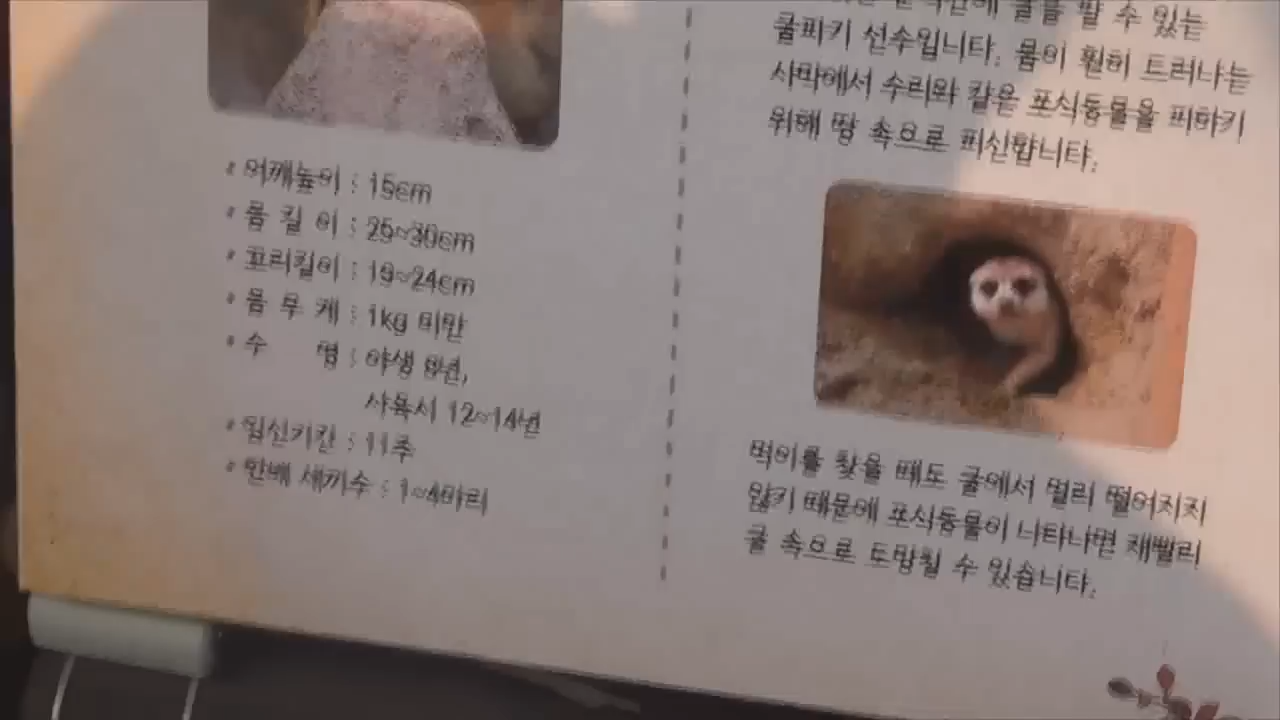 • 어깨높이 : 15cm
• 몸 길 이 : 25~30cm
• 꼬리길이 : 19~24cm
• 몸 무 게 : 1kg 미만
• 수 명 : 야생 8년,
사육시 12~14년
• 임신기간 : 11주
• 한배 새끼수 : 1~4마리
굴을 팔 수 있는
굴파기 선수입니다. 몸이 훤히 드러나는
사막에서 수리와 같은 포식동물을 피하기
위해 땅 속으로 피신합니다.
먹이를 찾을 때도 굴에서 멀리 떨어지지
않기 때문에 포식동물이 나타나면 재빨리
굴 속으로 도망칠 수 있습니다.